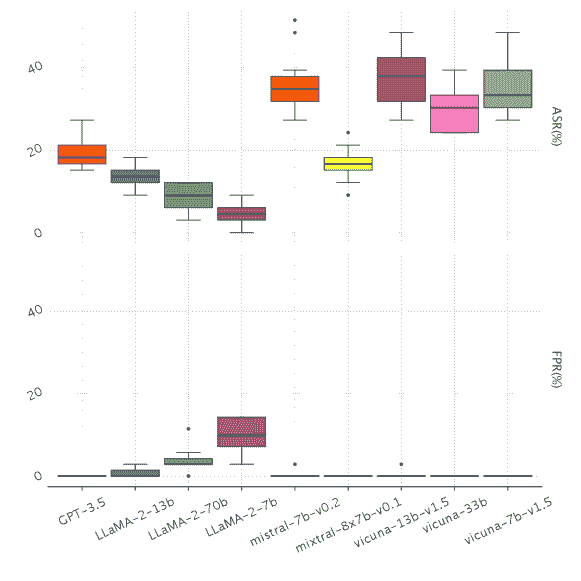 40
20
0
ASR(%)
40
20
0
FPR(%)
GPT-3.5
LLaMA-2-13b
LLaMA-2-70b
LLaMA-2-7b
mistral-7b-v0.2
mixtral-8x7b-v0.1
vicuna-13b-v1.5
vicuna-33b
vicuna-7b-v1.5